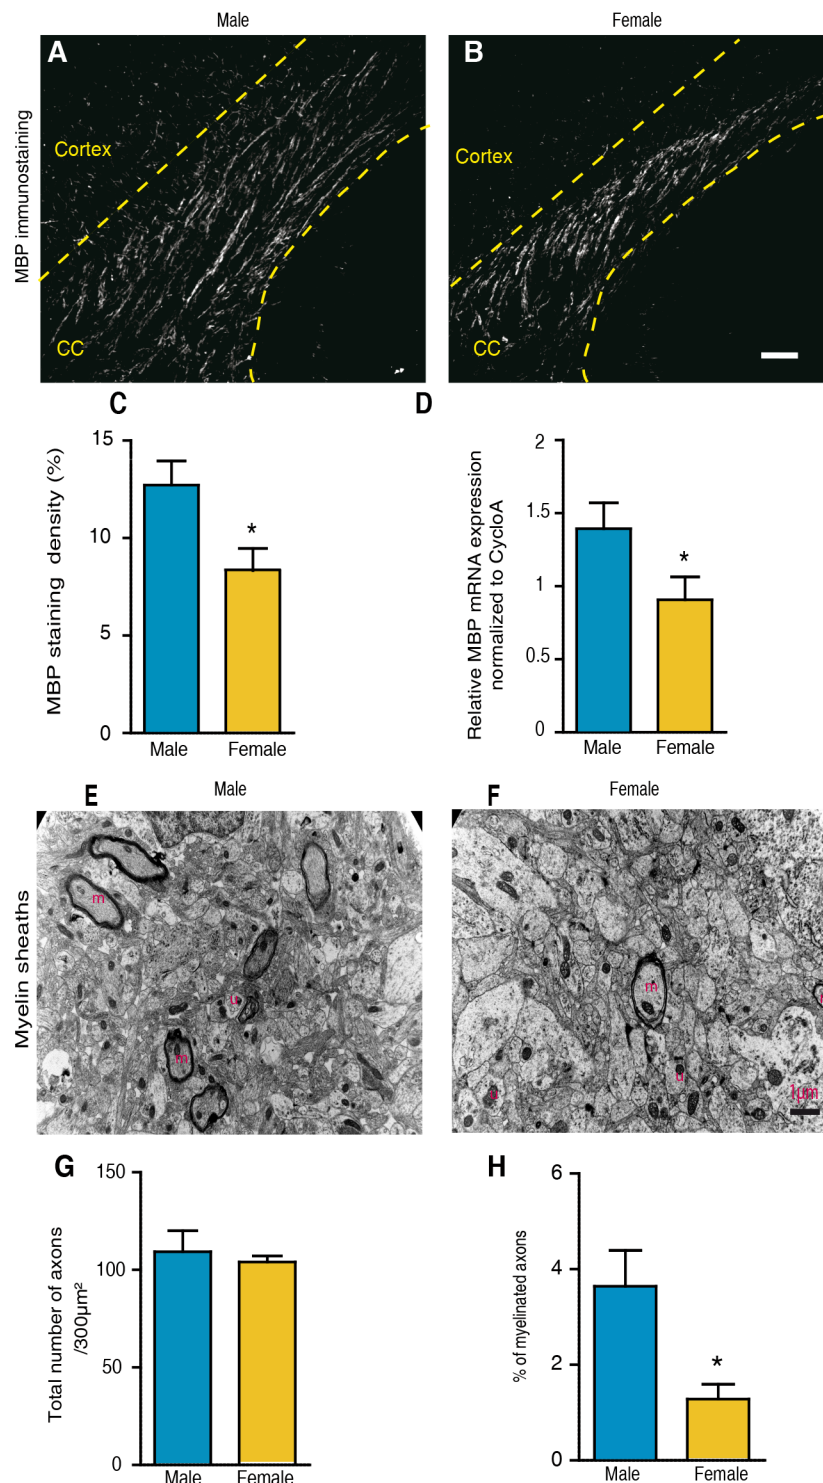 Male
Female
A
B
MBP immunostaining
Cortex
Cortex
CC
CC
C
D
MBP staining density (%)
15
10
5
0
*
Male
Female
Relative MBP mRNA expression
normalized to CycloA
2
1.5
1
0.5
0
*
Male
Female
Male
Female
E
F
Myelin sheaths
m
u
m
m
u
u
1µm
G
H
Total number of axons
/300µm²
150
100
50
0
Male
Female
% of myelinated axons
6
4
2
0
*
Male
Female